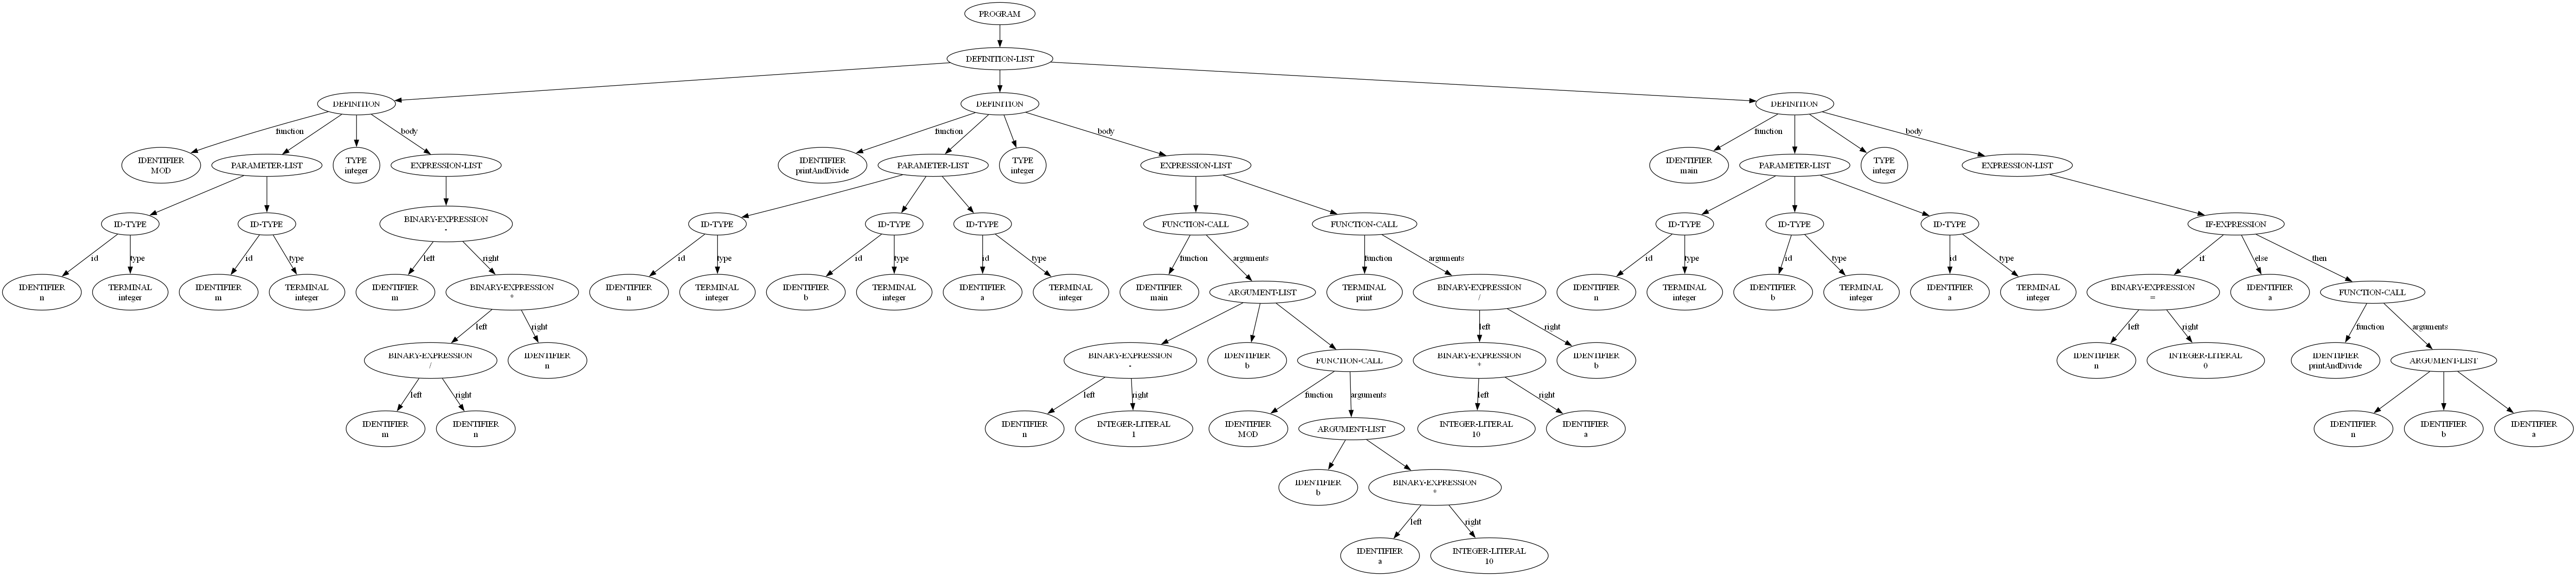 PROGRAM
DEFINITION-LIST
DEFINITION
DEFINITION
DEFINITION
function
body
function
body
function
body
IDENTIFIER
MOD
PARAMETER-LIST
TYPE
integer
EXPRESSION-LIST
IDENTIFIER
printAndDivide
PARAMETER-LIST
TYPE
integer
EXPRESSION-LIST
IDENTIFIER
main
PARAMETER-LIST
TYPE
integer
EXPRESSION-LIST
ID-TYPE
ID-TYPE
BINARY-EXPRESSION
-
ID-TYPE
ID-TYPE
ID-TYPE
FUNCTION-CALL
FUNCTION-CALL
ID-TYPE
ID-TYPE
ID-TYPE
IF-EXPRESSION
id
type
id
type
left
right
id
type
id
type
id
type
function
arguments
function
arguments
id
type
id
type
id
type
if
else
then
IDENTIFIER
n
TERMINAL
integer
IDENTIFIER
m
TERMINAL
integer
IDENTIFIER
m
BINARY-EXPRESSION
*
IDENTIFIER
n
TERMINAL
integer
IDENTIFIER
b
TERMINAL
integer
IDENTIFIER
a
TERMINAL
integer
IDENTIFIER
main
ARGUMENT-LIST
TERMINAL
print
BINARY-EXPRESSION
/
IDENTIFIER
n
TERMINAL
integer
IDENTIFIER
b
TERMINAL
integer
IDENTIFIER
a
TERMINAL
integer
BINARY-EXPRESSION
=
IDENTIFIER
a
FUNCTION-CALL
left
right
left
right
left
right
function
arguments
BINARY-EXPRESSION
/
IDENTIFIER
n
BINARY-EXPRESSION
-
IDENTIFIER
b
FUNCTION-CALL
BINARY-EXPRESSION
*
IDENTIFIER
b
IDENTIFIER
n
INTEGER-LITERAL
0
IDENTIFIER
printAndDivide
ARGUMENT-LIST
left
right
left
right
function
arguments
left
right
IDENTIFIER
m
IDENTIFIER
n
IDENTIFIER
n
INTEGER-LITERAL
1
IDENTIFIER
MOD
ARGUMENT-LIST
INTEGER-LITERAL
10
IDENTIFIER
a
IDENTIFIER
n
IDENTIFIER
b
IDENTIFIER
a
IDENTIFIER
b
BINARY-EXPRESSION
*
left
right
IDENTIFIER
a
INTEGER-LITERAL
10